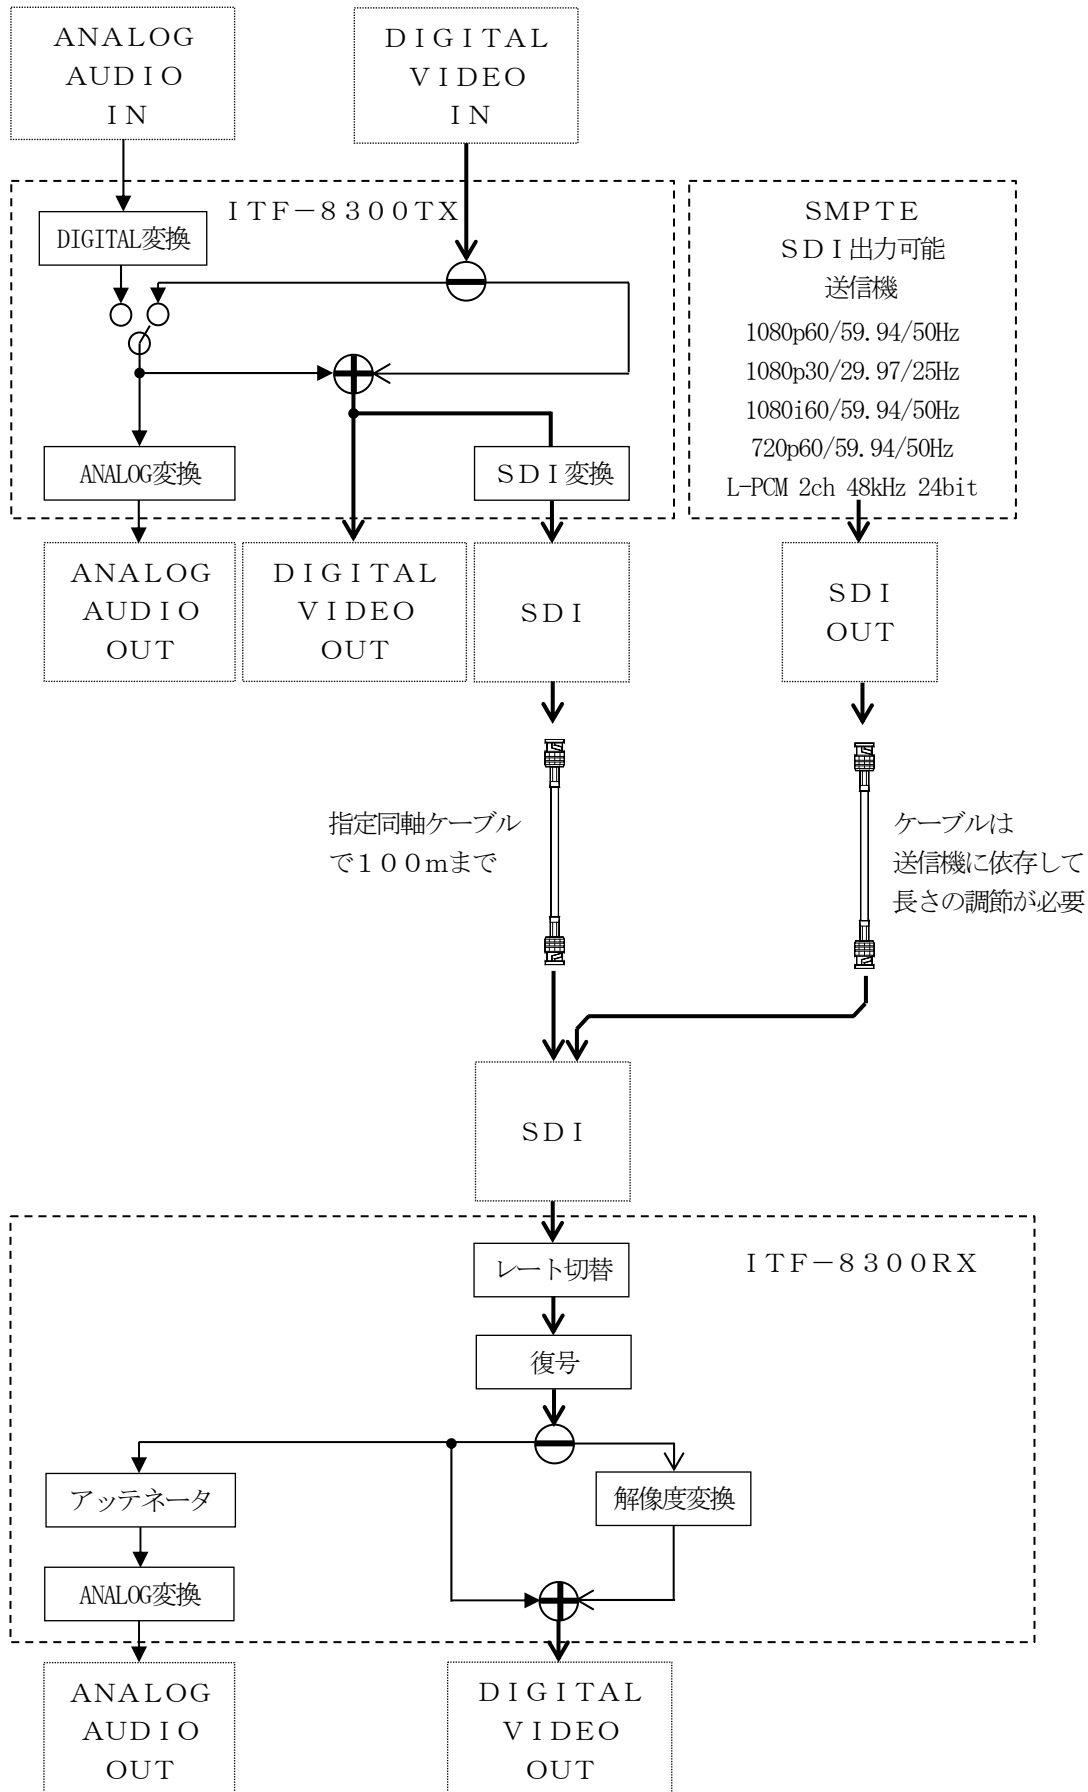 ＡＮＡＬＯＧ
ＡＵＤＩＯ
ＩＮ
ＤＩＧＩＴＡＬ
ＶＩＤＥＯ
ＩＮ
ＩＴＦ－８３００ＴＸ
DIGITAL変換
ANALOG変換
ＳＤＩ変換
ＳＭＰＴＥ
ＳＤＩ出力可能
送信機
1080p60/59.94/50Hz
1080p30/29.97/25Hz
1080i60/59.94/50Hz
720p60/59.94/50Hz
L-PCM 2ch 48kHz 24bit
ＡＮＡＬＯＧ
ＡＵＤＩＯ
ＯＵＴ
ＤＩＧＩＴＡＬ
ＶＩＤＥＯ
ＯＵＴ
ＳＤＩ
ＳＤＩ
ＯＵＴ
指定同軸ケーブル
で１００ｍまで
ケーブルは
送信機に依存して
長さの調節が必要
ＳＤＩ
ＩＴＦ－８３００ＲＸ
レート切替
復号
アッテネータ
解像度変換
ANALOG変換
ＡＮＡＬＯＧ
ＡＵＤＩＯ
ＯＵＴ
ＤＩＧＩＴＡＬ
ＶＩＤＥＯ
ＯＵＴ